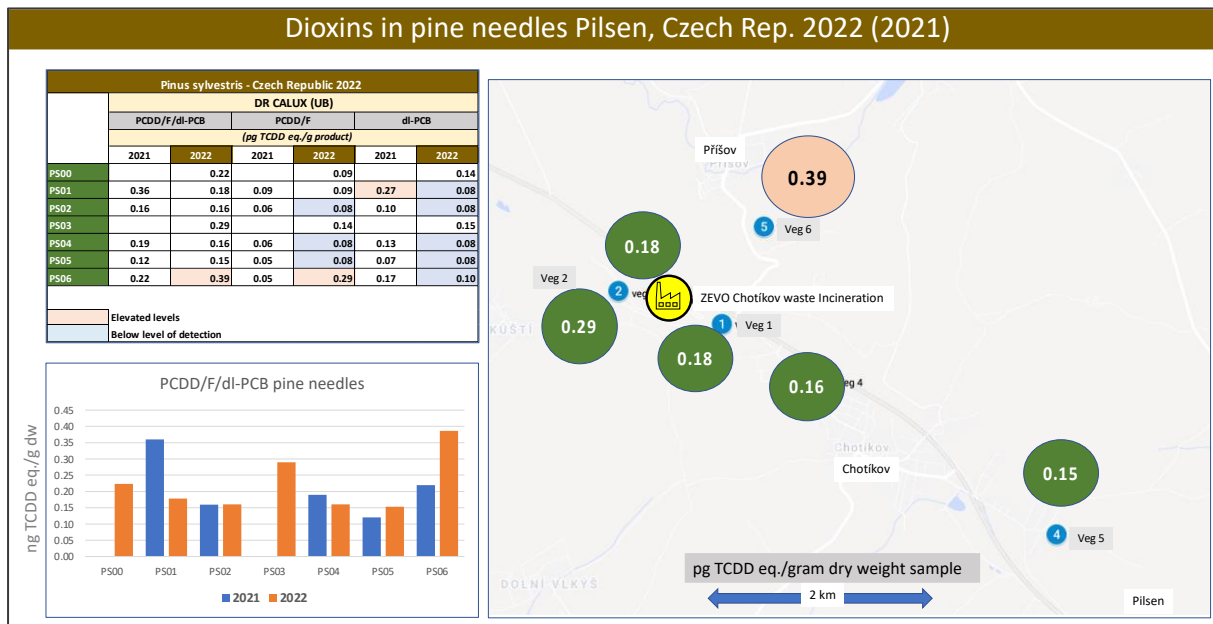 Dioxins in pine needles Pilsen, Czech Rep. 2022 (2021)
Pinus sylvestris - Czech Republic 2022
DR CALUX (UB)
PCDD/F/dl-PCB PCDD/F dl-PCB
(pg TCDD eq./g product)
2021 2022 2021 2022 2021 2022
PS00 0.22 0.09 0.14
PS01 0.36 0.18 0.09 0.09 0.27 0.08
PS02 0.16 0.16 0.06 0.08 0.10 0.08
PS03 0.29 0.14 0.15
PS04 0.19 0.16 0.06 0.08 0.13 0.08
PS05 0.12 0.15 0.05 0.08 0.07 0.08
PS06 0.22 0.39 0.05 0.29 0.17 0.10
Elevated levels
Below level of detection
PCDD/F/dl-PCB pine needles
ng TCDD eq./g dw
0.45
0.40
0.35
0.30
0.25
0.20
0.15
0.10
0.05
0.00
PS00 PS01 PS02 PS03 PS04 PS05 PS06
2021 2022
Příšov
Příšov
0.39
5 Veg 6
0.18
Veg 2
2 veg
ZEVO Chotíkov waste Incineration
0.29
KÚŠTÍ
1 Veg 1
0.18
0.16
eg 4
Chotíkov
Chotíkov
0.15
4 Veg 5
pg TCDD eq./gram dry weight sample
2 km
DOLNÍ VLKÝŠ
Pilsen